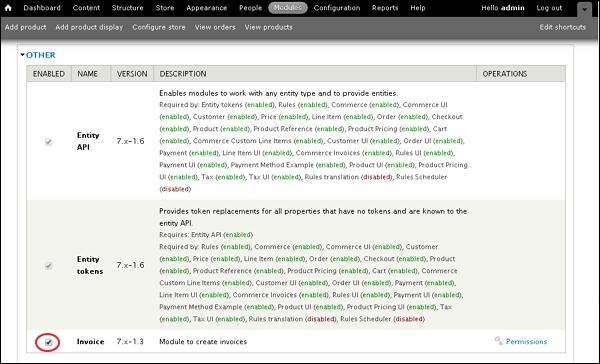 Dashboard Content Structure Store Appearance People Modules Configuration Reports Help Hello admin Log out
Add product Add product display Configure store View orders View products Edit shortcuts
OTHER
ENABLED NAME VERSION DESCRIPTION OPERATIONS
Enables modules to work with any entity type and to provide entities.
Required by: Entity tokens (enabled), Rules (enabled), Commerce (enabled), Commerce UI
(enabled), Customer (enabled), Price (enabled), Line Item (enabled), Order (enabled), Checkout
(enabled), Product (enabled), Product Reference (enabled), Product Pricing (enabled), Cart
Entity API 7.x-1.6 (enabled), Commerce Custom Line Items (enabled), Customer UI (enabled), Order UI (enabled),
Payment (enabled), Line Item UI (enabled), Commerce Invoices (enabled), Rules UI (enabled),
Payment UI (enabled), Payment Method Example (enabled), Product UI (enabled), Product Pricing
UI (enabled), Tax (enabled), Tax UI (enabled), Rules translation (disabled), Rules Scheduler
(disabled)
Provides token replacements for all properties that have no tokens and are known to the
entity API.
Requires: Entity API (enabled)
Required by: Rules (enabled), Commerce (enabled), Commerce UI (enabled), Customer
(enabled), Price (enabled), Line Item (enabled), Order (enabled), Checkout (enabled), Product
Entity tokens 7.x-1.6 (enabled), Product Reference (enabled), Product Pricing (enabled), Cart (enabled), Commerce
Custom Line Items (enabled), Customer UI (enabled), Order UI (enabled), Payment (enabled),
Line Item UI (enabled), Commerce Invoices (enabled), Rules UI (enabled), Payment UI (enabled),
Payment Method Example (enabled), Product UI (enabled), Product Pricing UI (enabled), Tax
(enabled), Tax UI (enabled), Rules translation (disabled), Rules Scheduler (disabled)
Invoice 7.x-1.3 Module to create invoices Permissions